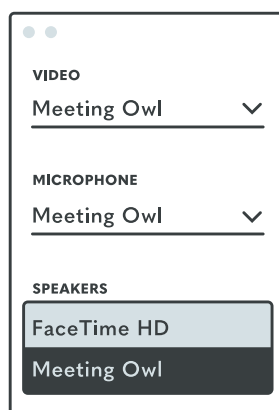 VIDEO
Meeting Owl
MICROPHONE
Meeting Owl
SPEAKERS
FaceTime HD
Meeting Owl